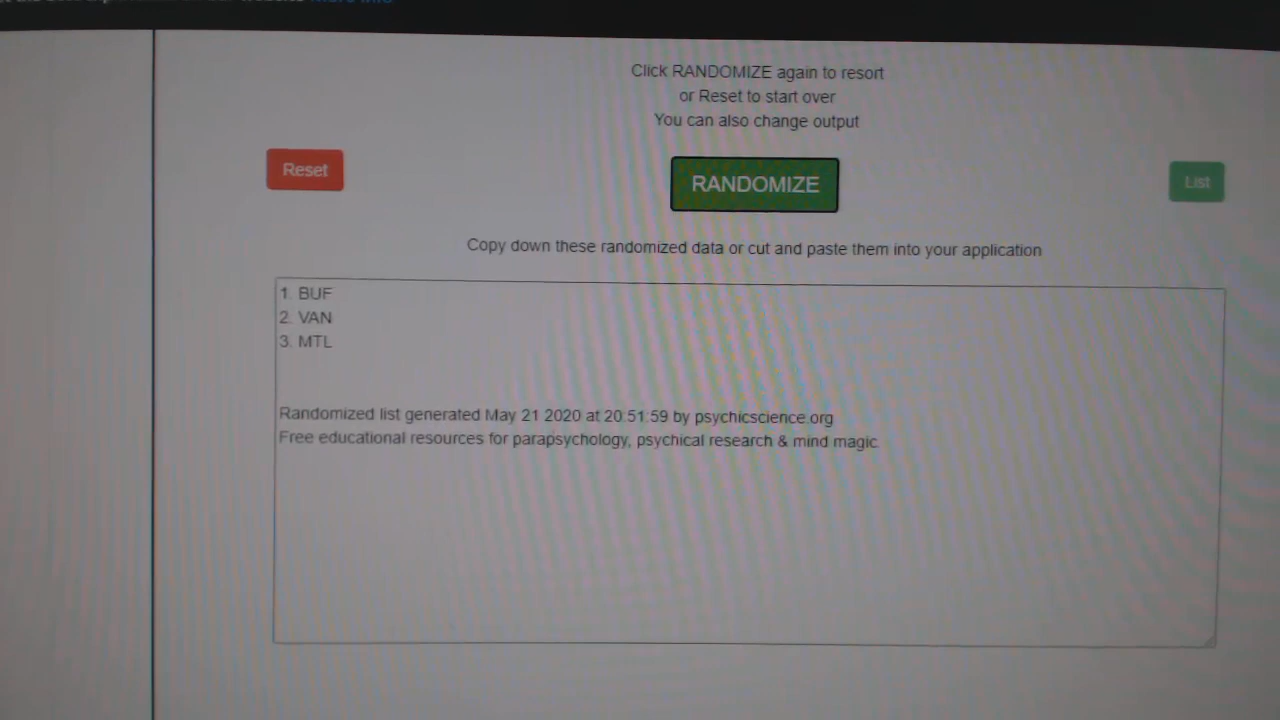 Click RANDOMIZE again to resort
or Reset to start over
You can also change output
Reset
RANDOMIZE
List
Copy down these randomized data or cut and paste them into your application
1. BUF
2. VAN
3. MTL
Randomized list generated May 21 2020 at 20:51:59 by psychicscience.org
Free educational resources for parapsychology, psychical research & mind magic